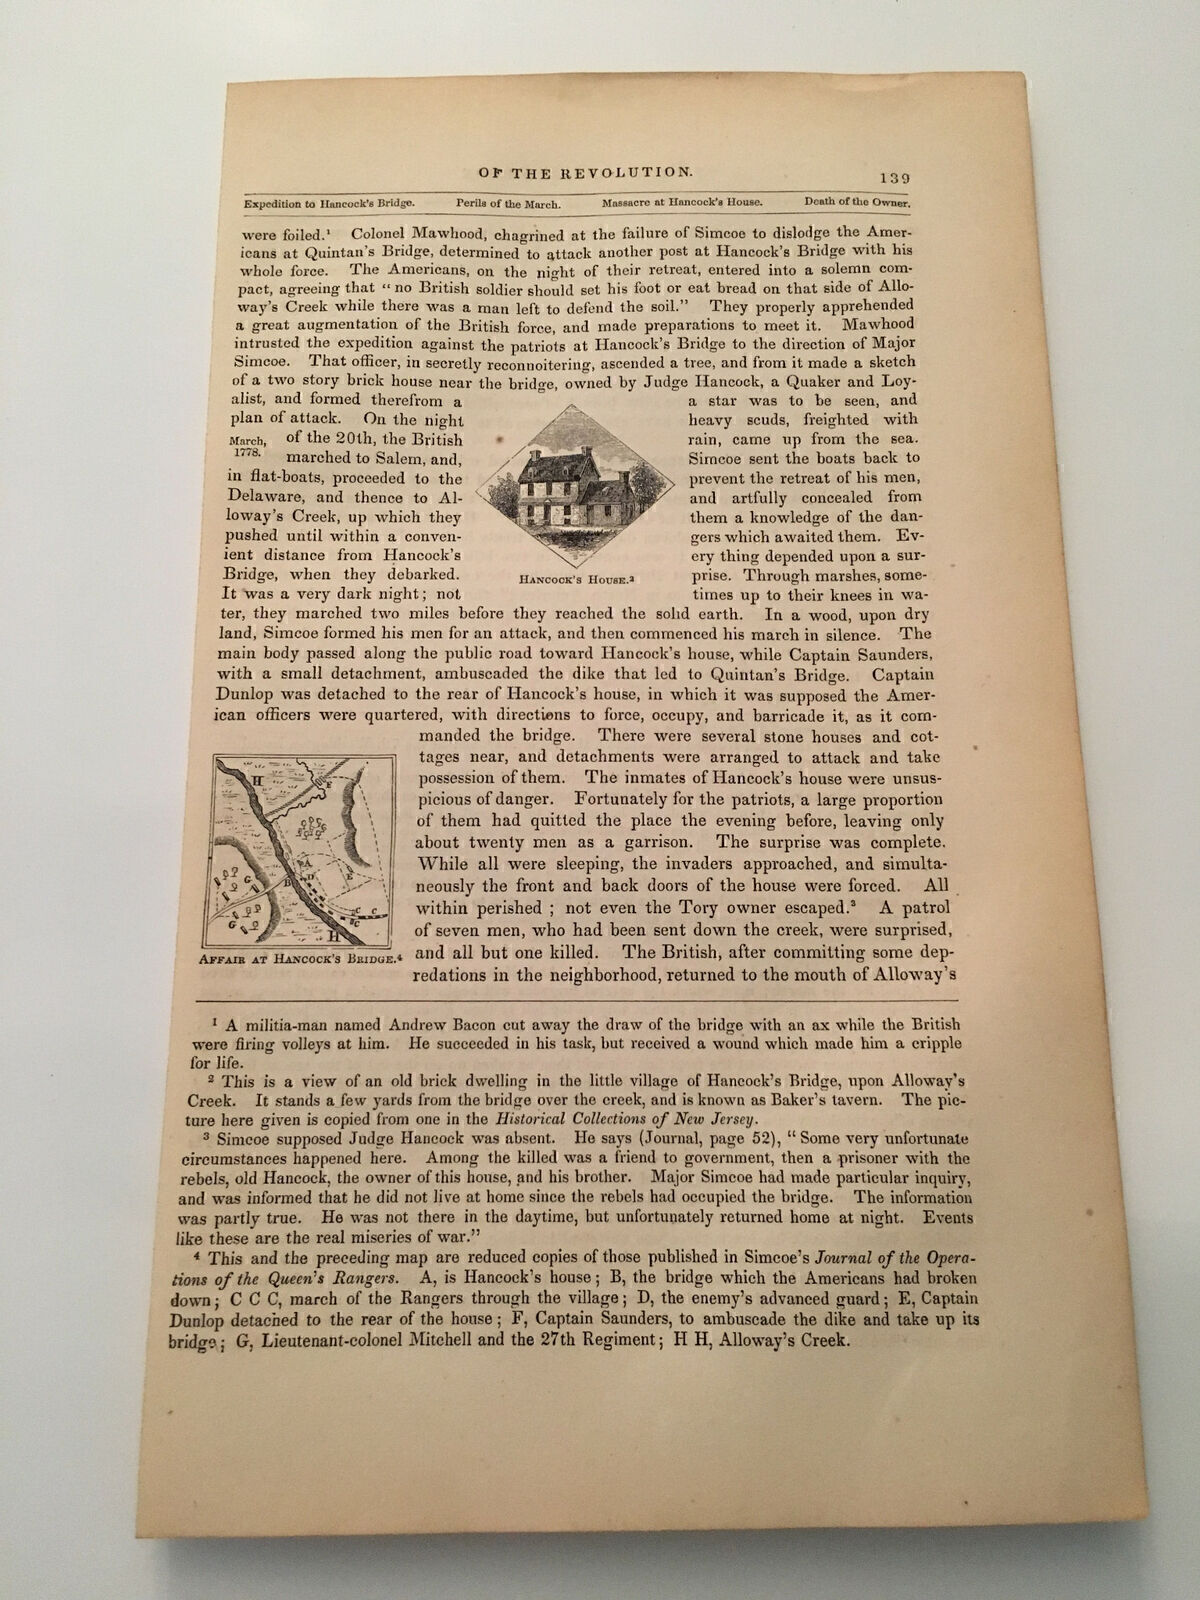 OF THE REVOLUTION.
139
Expedition to Hancock's Bridge. Perils of the March. Massacre at Hancock's House. Death of the Owner.
were foiled.¹ Colonel Mawhood, chagrined at the failure of Simcoe to dislodge the Amer-
icans at Quintan's Bridge, determined to attack another post at Hancock's Bridge with his
whole force. The Americans, on the night of their retreat, entered into a solemn com-
pact, agreeing that “ no British soldier should set his foot or eat bread on that side of Allo-
way's Creek while there was a man left to defend the soil.” They properly apprehended
a great augmentation of the British force, and made preparations to meet it. Mawhood
intrusted the expedition against the patriots at Hancock's Bridge to the direction of Major
Simcoe. That officer, in secretly reconnoitering, ascended a tree, and from it made a sketch
of a two story brick house near the bridge, owned by Judge Hancock, a Quaker and Loy-
alist, and formed therefrom a
plan of attack. On the night
March, 1778.
of the 20th, the British
marched to Salem, and,
in flat-boats, proceeded to the
Delaware, and thence to Al-
loway's Creek, up which they
pushed until within a conven-
ient distance from Hancock's
Bridge, when they debarked.
It was a very dark night ; not
HANCOCK'S HOUSE.²
a star was to be seen, and
heavy scuds, freighted with
rain, came up from the sea.
Simcoe sent the boats back to
prevent the retreat of his men,
and artfully concealed from
them a knowledge of the dan-
gers which awaited them. Ev-
ery thing depended upon a sur-
prise. Through marshes, some-
times up to their knees in wa-
ter, they marched two miles before they reached the solid earth. In a wood, upon dry
land, Simcoe formed his men for an attack, and then commenced his march in silence. The
main body passed along the public road toward Hancock's house, while Captain Saunders,
with a small detachment, ambuscaded the dike that led to Quintan's Bridge. Captain
Dunlop was detached to the rear of Hancock's house, in which it was supposed the Amer-
ican officers were quartered, with directions to force, occupy, and barricade it, as it com-
manded the bridge. There were several stone houses and cot-
tages near, and detachments were arranged to attack and take
possession of them. The inmates of Hancock's house were unsus-
picious of danger. Fortunately for the patriots, a large proportion
of them had quitted the place the evening before, leaving only
about twenty men as a garrison. The surprise was complete.
While all were sleeping, the invaders approached, and simulta-
neously the front and back doors of the house were forced. All
within perished ; not even the Tory owner escaped.³ A patrol
of seven men, who had been sent down the creek, were surprised,
and all but one killed. The British, after committing some dep-
redations in the neighborhood, returned to the mouth of Alloway's
H
F
A
D
B
E
G
C
C
C
G
H
AFFAIR AT HANCOCK'S BRIDGE.⁴
¹ A militia-man named Andrew Bacon cut away the draw of the bridge with an ax while the British
were firing volleys at him. He succeeded in his task, but received a wound which made him a cripple
for life.
² This is a view of an old brick dwelling in the little village of Hancock's Bridge, upon Alloway's
Creek. It stands a few yards from the bridge over the creek, and is known as Baker's tavern. The pic-
ture here given is copied from one in the Historical Collections of New Jersey.
³ Simcoe supposed Judge Hancock was absent. He says (Journal, page 52), “ Some very unfortunate
circumstances happened here. Among the killed was a friend to government, then a prisoner with the
rebels, old Hancock, the owner of this house, and his brother. Major Simcoe had made particular inquiry,
and was informed that he did not live at home since the rebels had occupied the bridge. The information
was partly true. He was not there in the daytime, but unfortunately returned home at night. Events
like these are the real miseries of war.”
⁴ This and the preceding map are reduced copies of those published in Simcoe's Journal of the Opera-
tions of the Queen's Rangers. A, is Hancock's house ; B, the bridge which the Americans had broken
down ; C C C, march of the Rangers through the village ; D, the enemy's advanced guard ; E, Captain
Dunlop detached to the rear of the house ; F, Captain Saunders, to ambuscade the dike and take up its
bridge ; G, Lieutenant-colonel Mitchell and the 27th Regiment ; H H, Alloway's Creek.